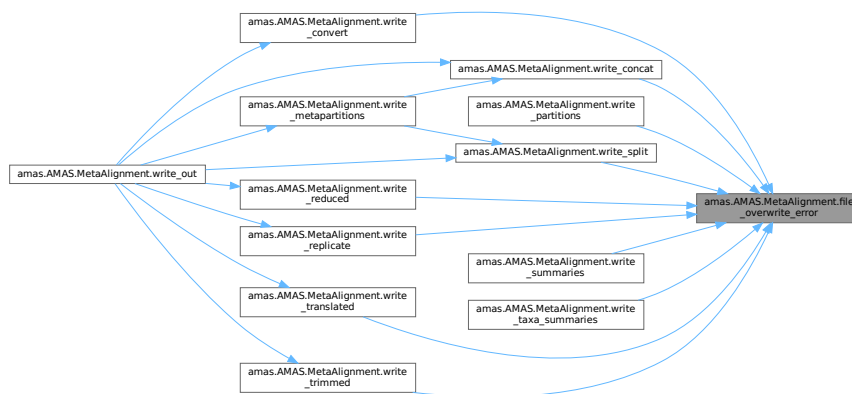 amas.AMAS.MetaAlignment.write
_convert
amas.AMAS.MetaAlignment.write_concat
amas.AMAS.MetaAlignment.write
_metapartitions
amas.AMAS.MetaAlignment.write
_partitions
amas.AMAS.MetaAlignment.write_split
amas.AMAS.MetaAlignment.write_out
amas.AMAS.MetaAlignment.write
_reduced
amas.AMAS.MetaAlignment.file
_overwrite_error
amas.AMAS.MetaAlignment.write
_replicate
amas.AMAS.MetaAlignment.write
_summaries
amas.AMAS.MetaAlignment.write
_translated
amas.AMAS.MetaAlignment.write
_taxa_summaries
amas.AMAS.MetaAlignment.write
_trimmed